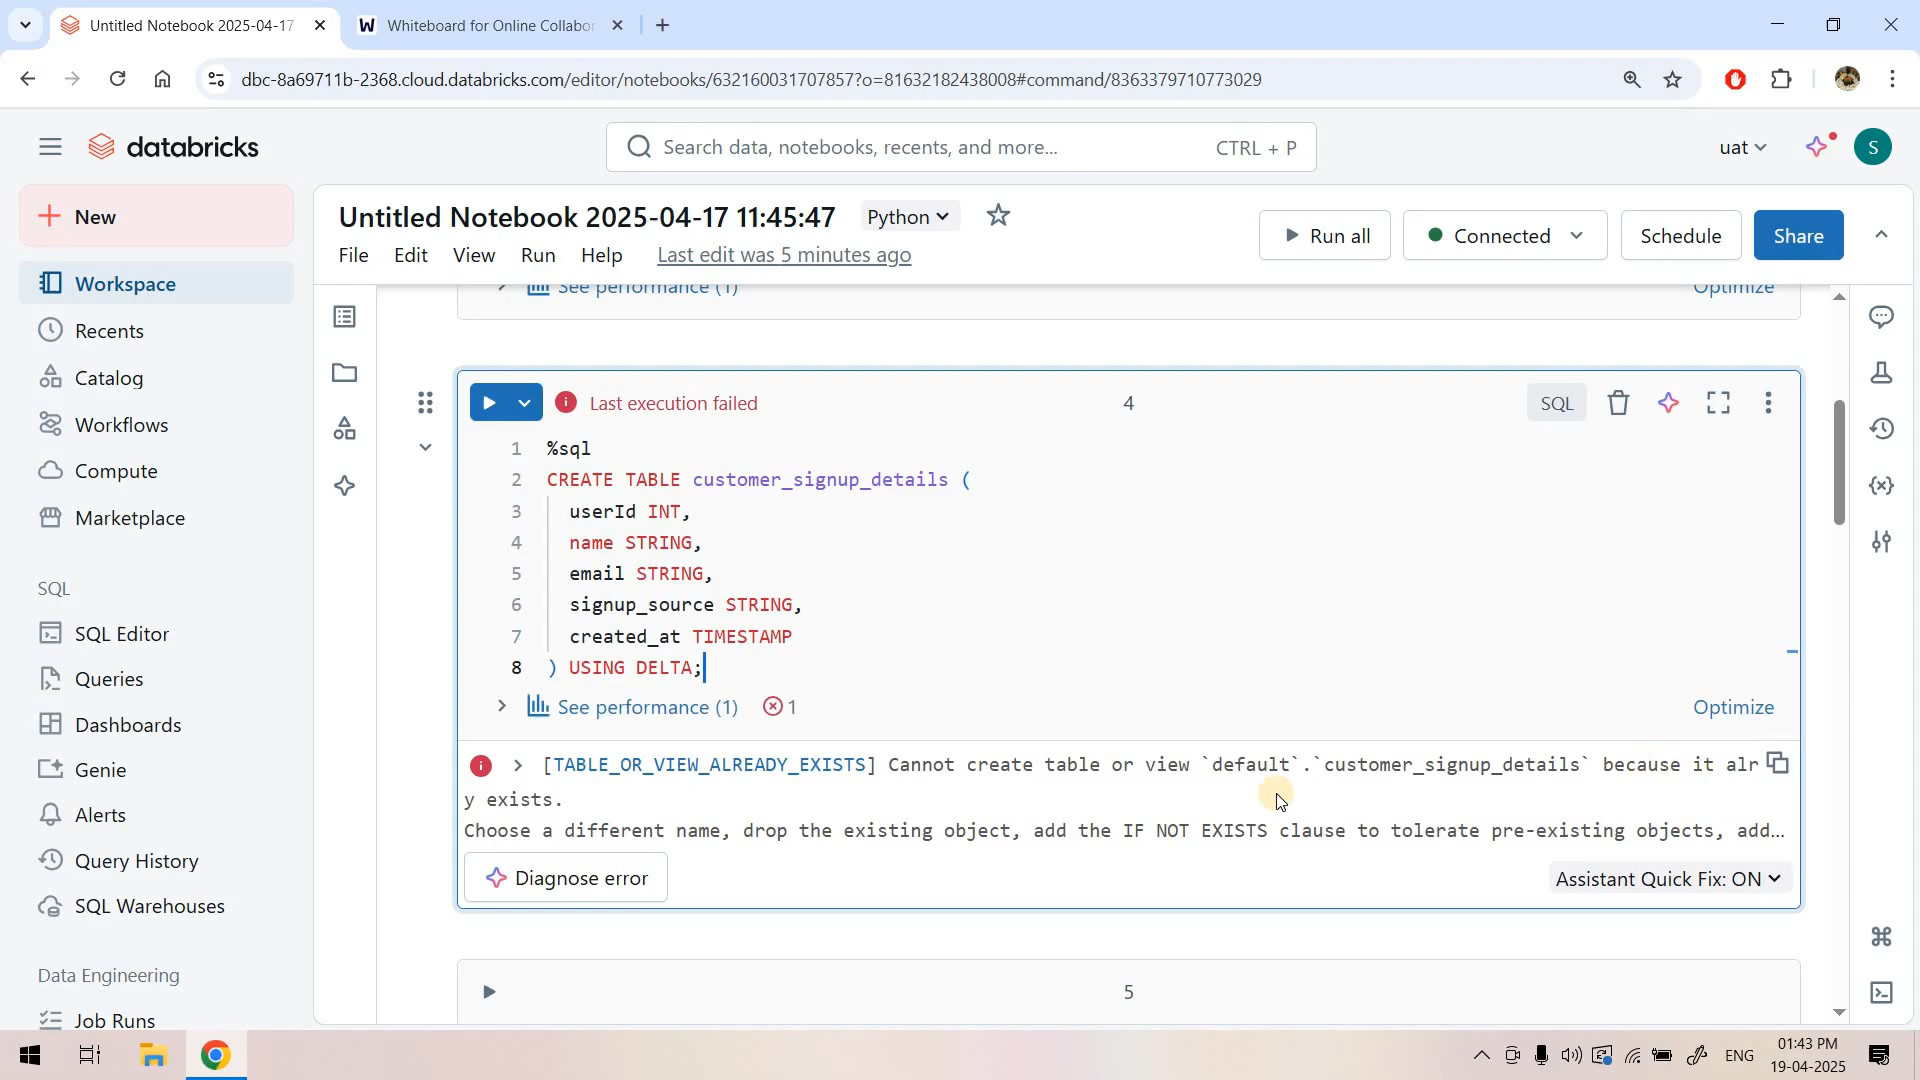 Untitled Notebook 2025-04-17
Whiteboard for Online Collabor
dbc-8a69711b-2368.cloud.databricks.com/editor/notebooks/632160031707857?o=81632182438008#command/8363379710773029
databricks
Search data, notebooks, recents, and more...
CTRL + P
uat
S
New
Workspace
Recents
Catalog
Workflows
Compute
Marketplace
SQL
SQL Editor
Queries
Dashboards
Genie
Alerts
Query History
SQL Warehouses
Data Engineering
Job Runs
Untitled Notebook 2025-04-17 11:45:47
Python
File Edit View Run Help Last edit was 5 minutes ago
Run all
Connected
Schedule
Share
See performance (1)
Optimize
Last execution failed
4
SQL
1 %sql
2 CREATE TABLE customer_signup_details (
3 userId INT,
4 name STRING,
5 email STRING,
6 signup_source STRING,
7 created_at TIMESTAMP
8 ) USING DELTA;
See performance (1) 1
Optimize
[TABLE_OR_VIEW_ALREADY_EXISTS] Cannot create table or view `default`.`customer_signup_details` because it alr
y exists.
Choose a different name, drop the existing object, add the IF NOT EXISTS clause to tolerate pre-existing objects, add…
Diagnose error
Assistant Quick Fix: ON
5
ENG
01:43 PM
19-04-2025